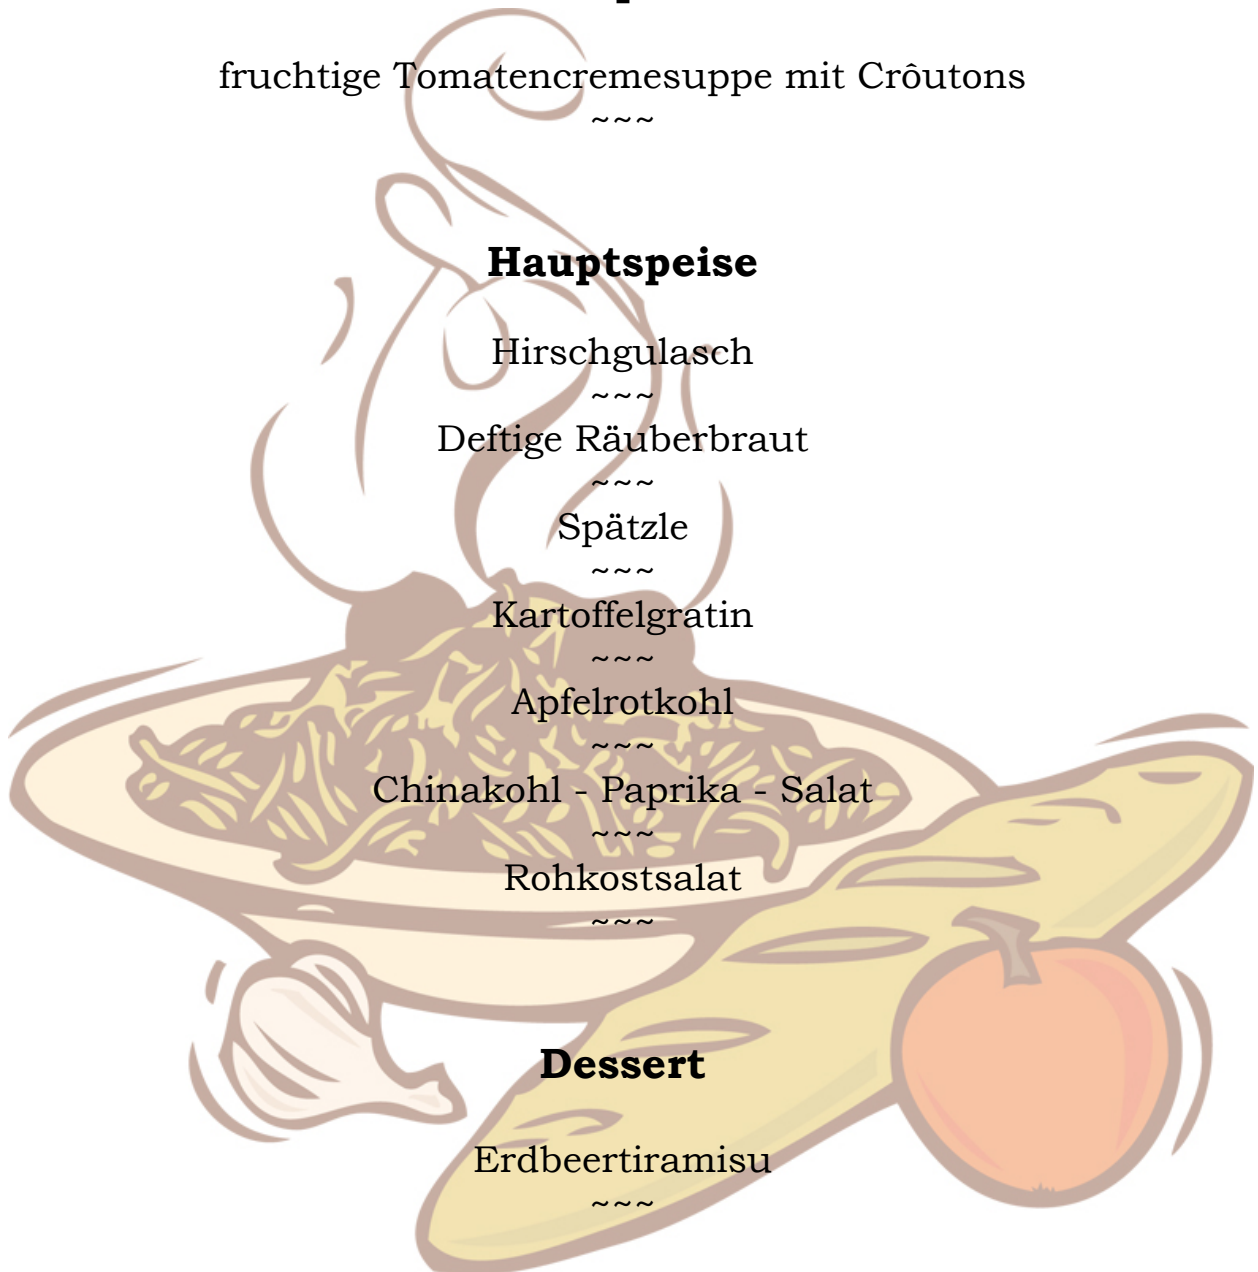 fruchtige Tomatencremesuppe mit Crôutons
~~~
Hauptspeise
Hirschgulasch
~~~
Deftige Räuberbraut
~~~
Spätzle
~~~
Kartoffelgratin
~~~
Apfelrotkohl
~~~
Chinakohl - Paprika - Salat
~~~
Rohkostsalat
~~~
Dessert
Erdbeertiramisu
~~~